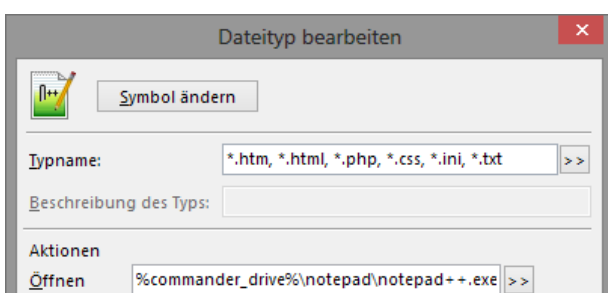 Dateityp bearbeiten
Symbol ändern
Typname: *.htm, *.html, *.php, *.css, *.ini, *.txt >>
Beschreibung des Typs:
Aktionen
Öffnen %commander_drive%\notepad\notepad++.exe >>